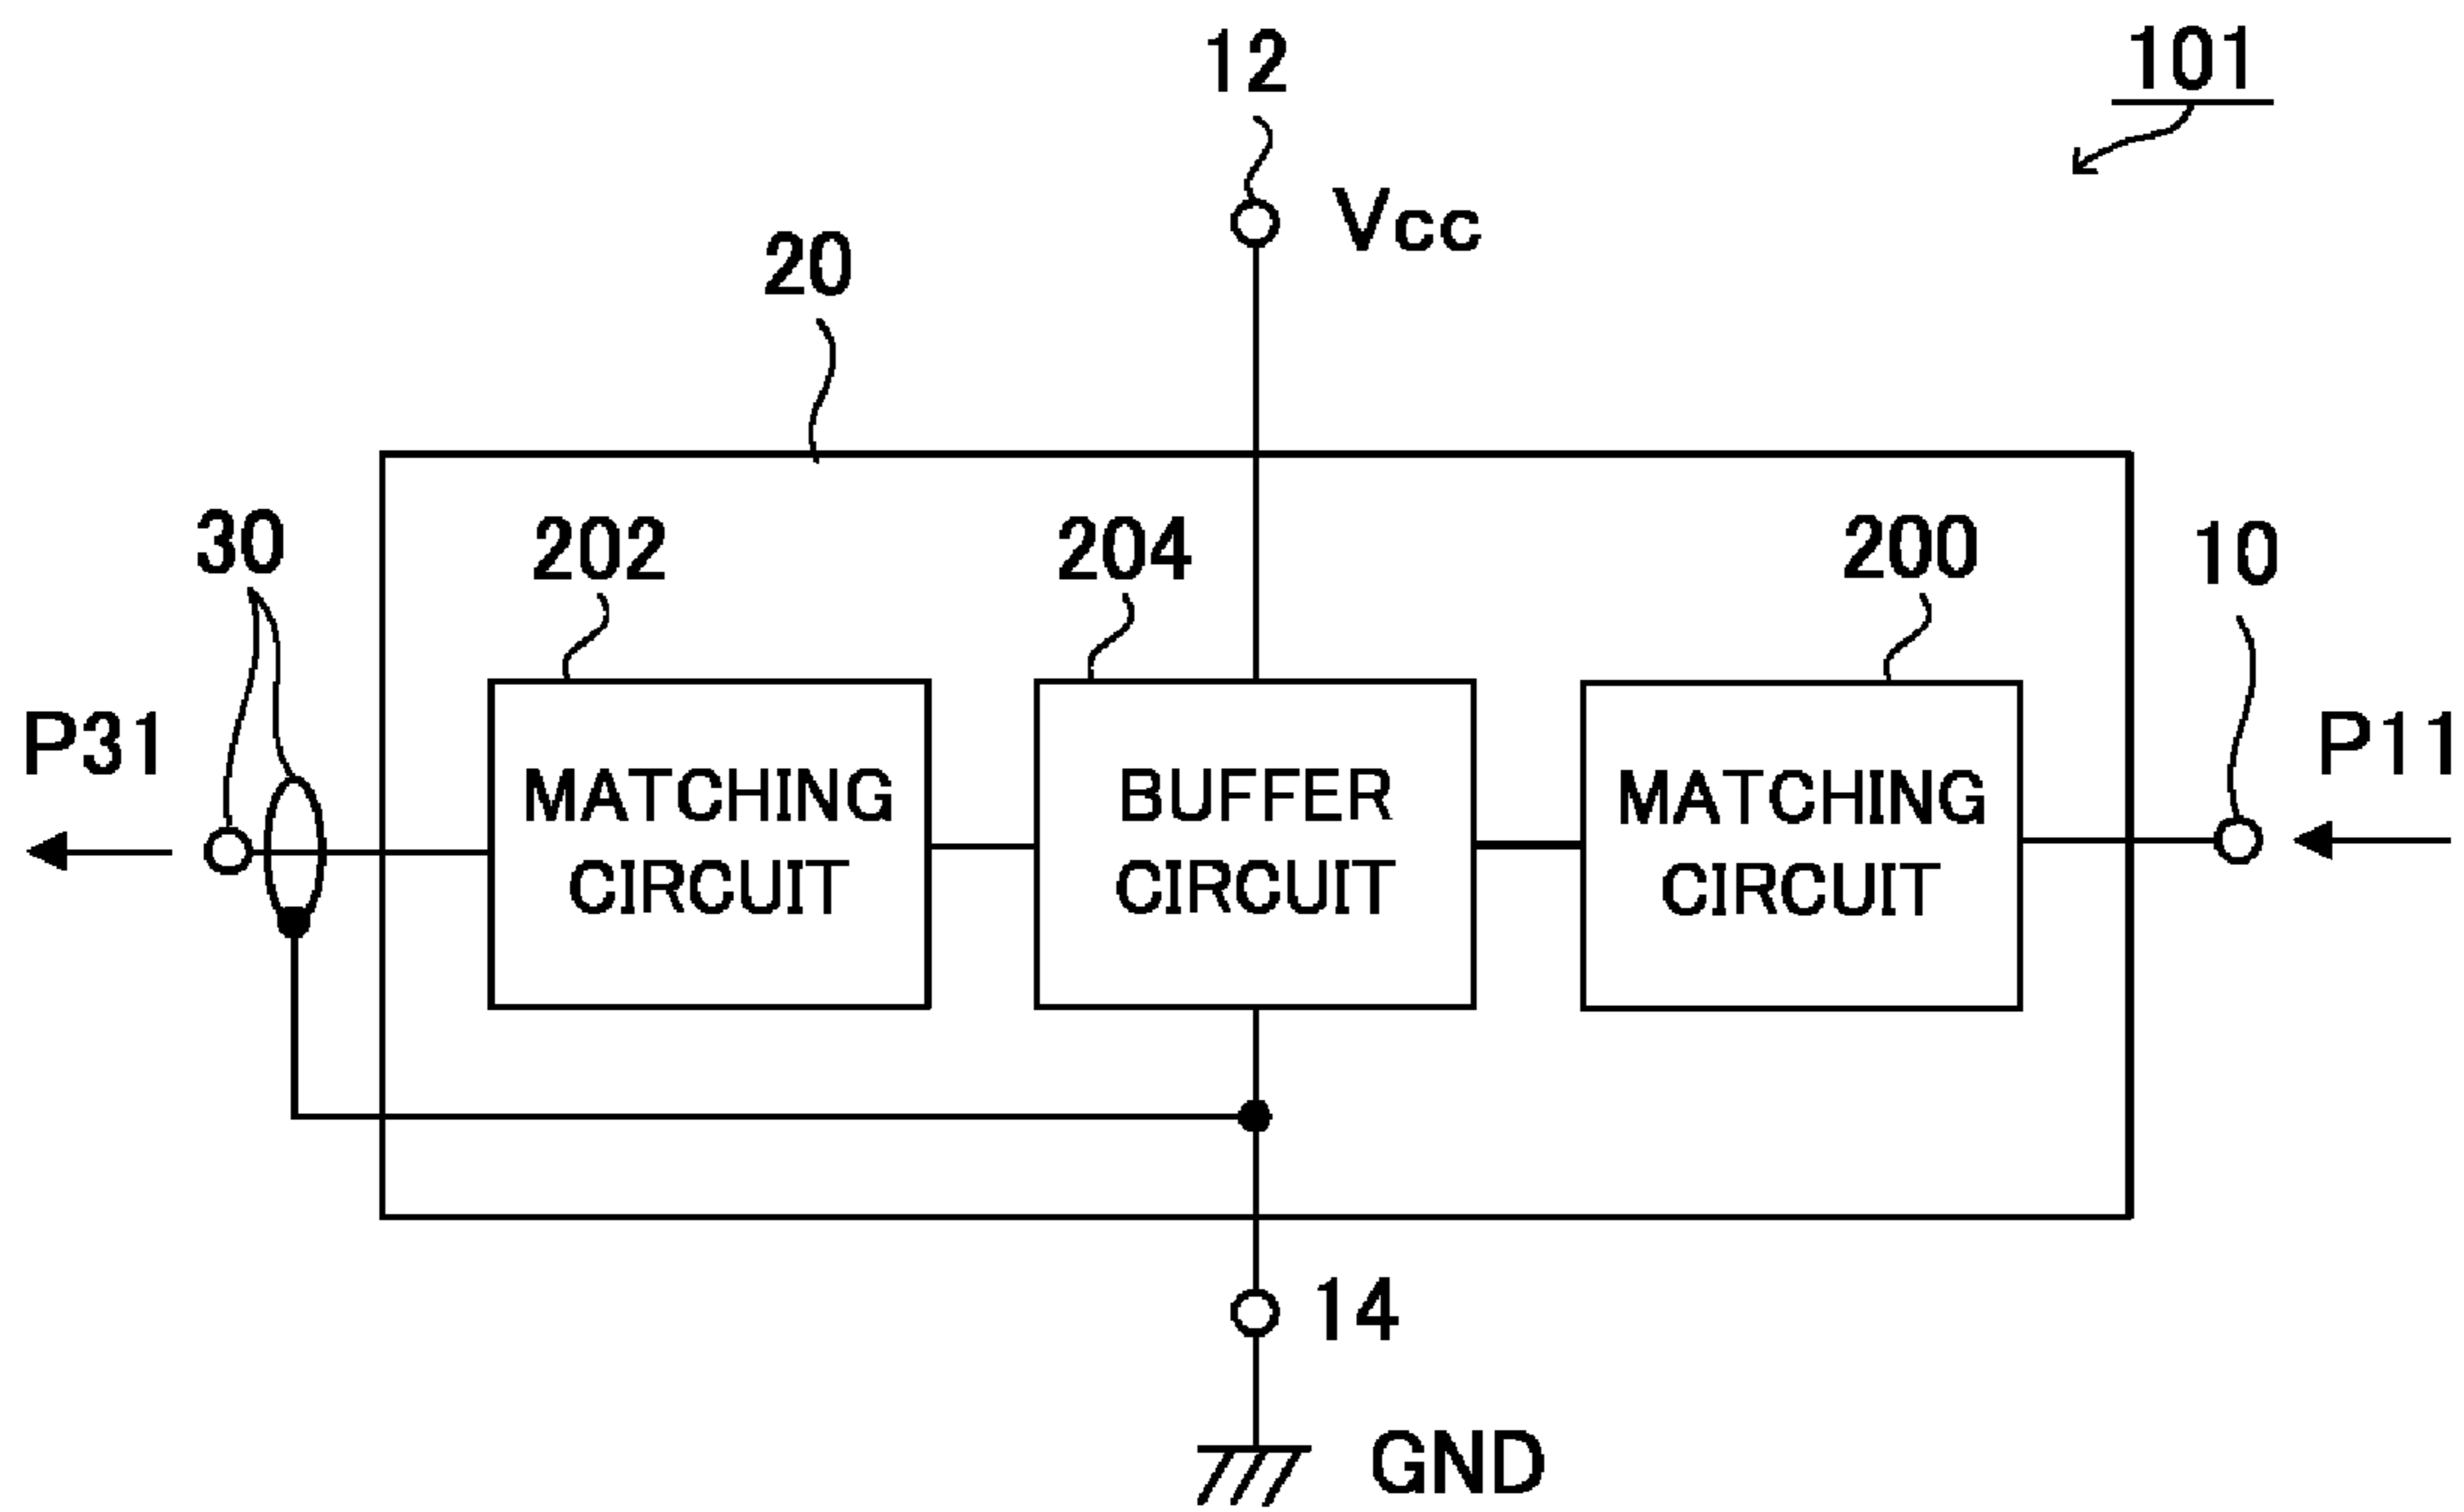 12
101
Vcc
20
30
202
204
200
10
P31
P11
MATCHING
CIRCUIT
BUFFER
CIRCUIT
MATCHING
CIRCUIT
14
GND